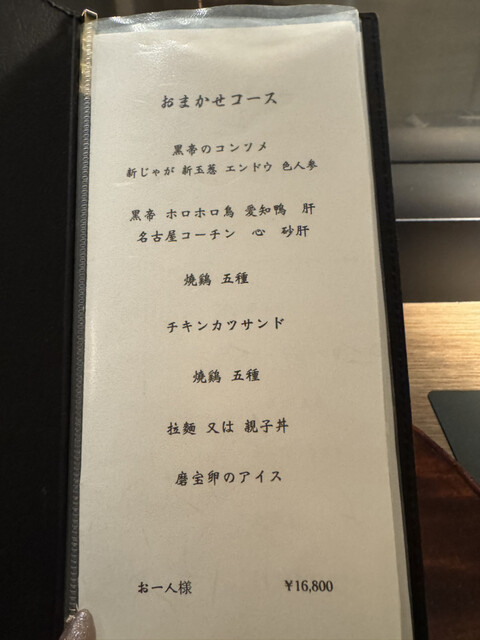 おまかせコース
黒帝のコンソメ
新じゃが 新玉葱 エンドウ 色人参
黒帝 ホロホロ鳥 愛知鴨 肝
名古屋コーチン 心 砂肝
焼鶏 五種
チキンカツサンド
焼鶏 五種
拉麺 又は 親子丼
磨宝卵のアイス
お一人様 ￥16,800